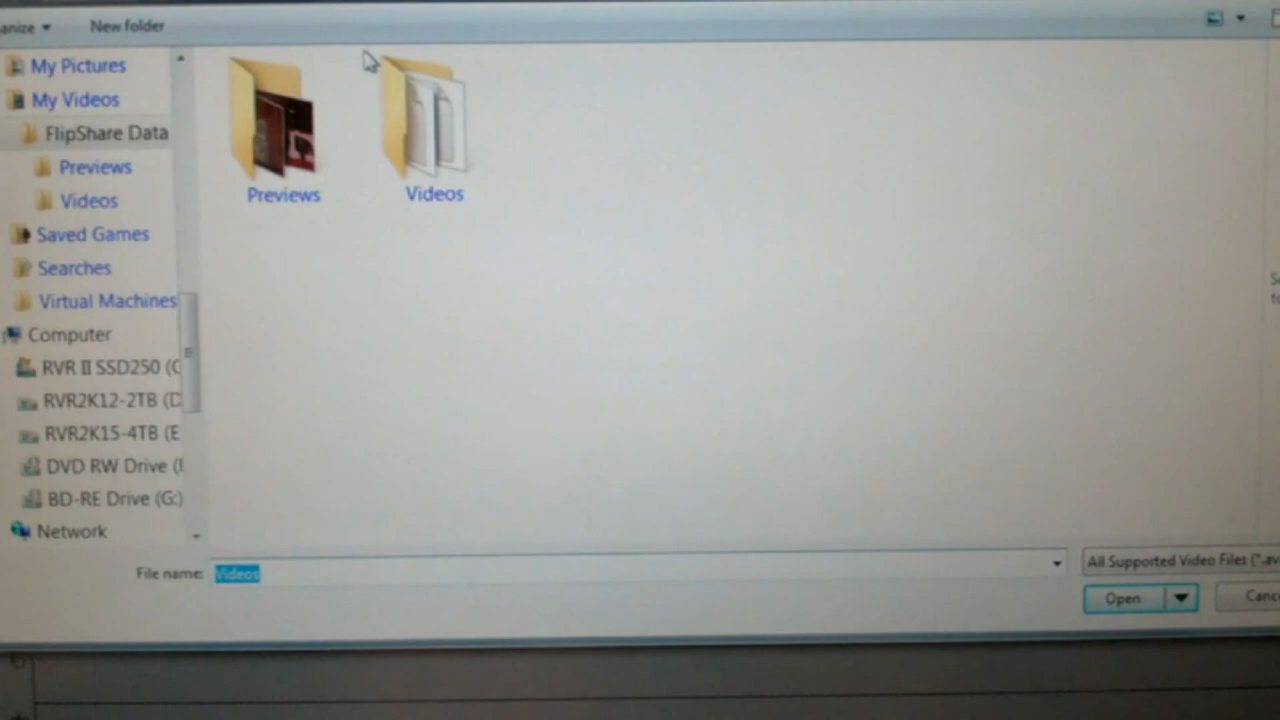 anize
New folder
My Pictures
My Videos
FlipShare Data
Previews
Videos
Saved Games
Searches
Virtual Machines
Computer
RVR II SSD250 (C
RVR2K12-2TB (D
RVR2K15-4TB (E
DVD RW Drive (
BD-RE Drive (G:)
Network
Previews
Videos
File name:
Videos
All Supported Video Files (*.av
Open
Canc